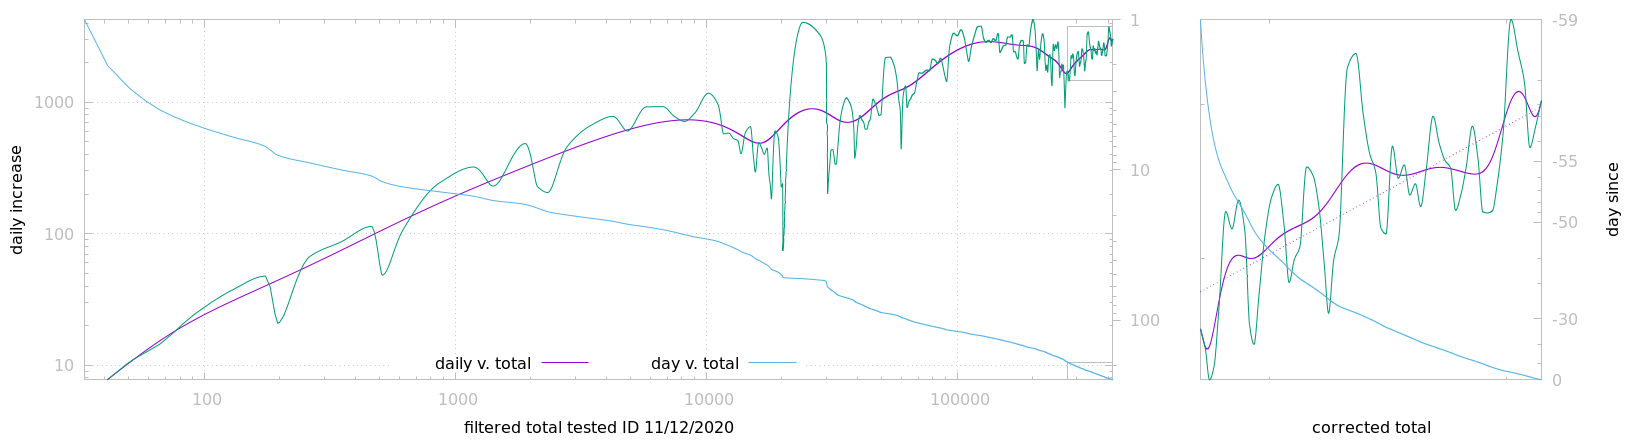 1
-59
1000
10
-55
daily increase
100
-50
day since
-30
100
10
daily v. total
day v. total
0
100
1000
10000
100000
filtered total tested ID 11/12/2020
corrected total